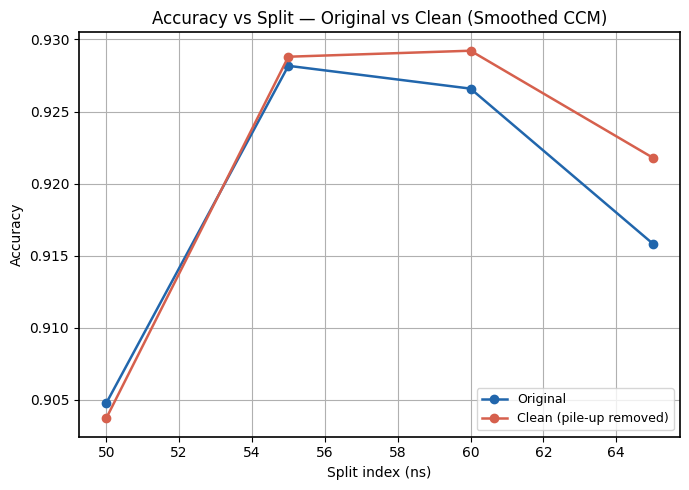 Accuracy vs Split — Original vs Clean (Smoothed CCM)
0.930
0.925
0.920
0.915
0.910
0.905
Accuracy
50 52 54 56 58 60 62 64
Split index (ns)
Original
Clean (pile-up removed)